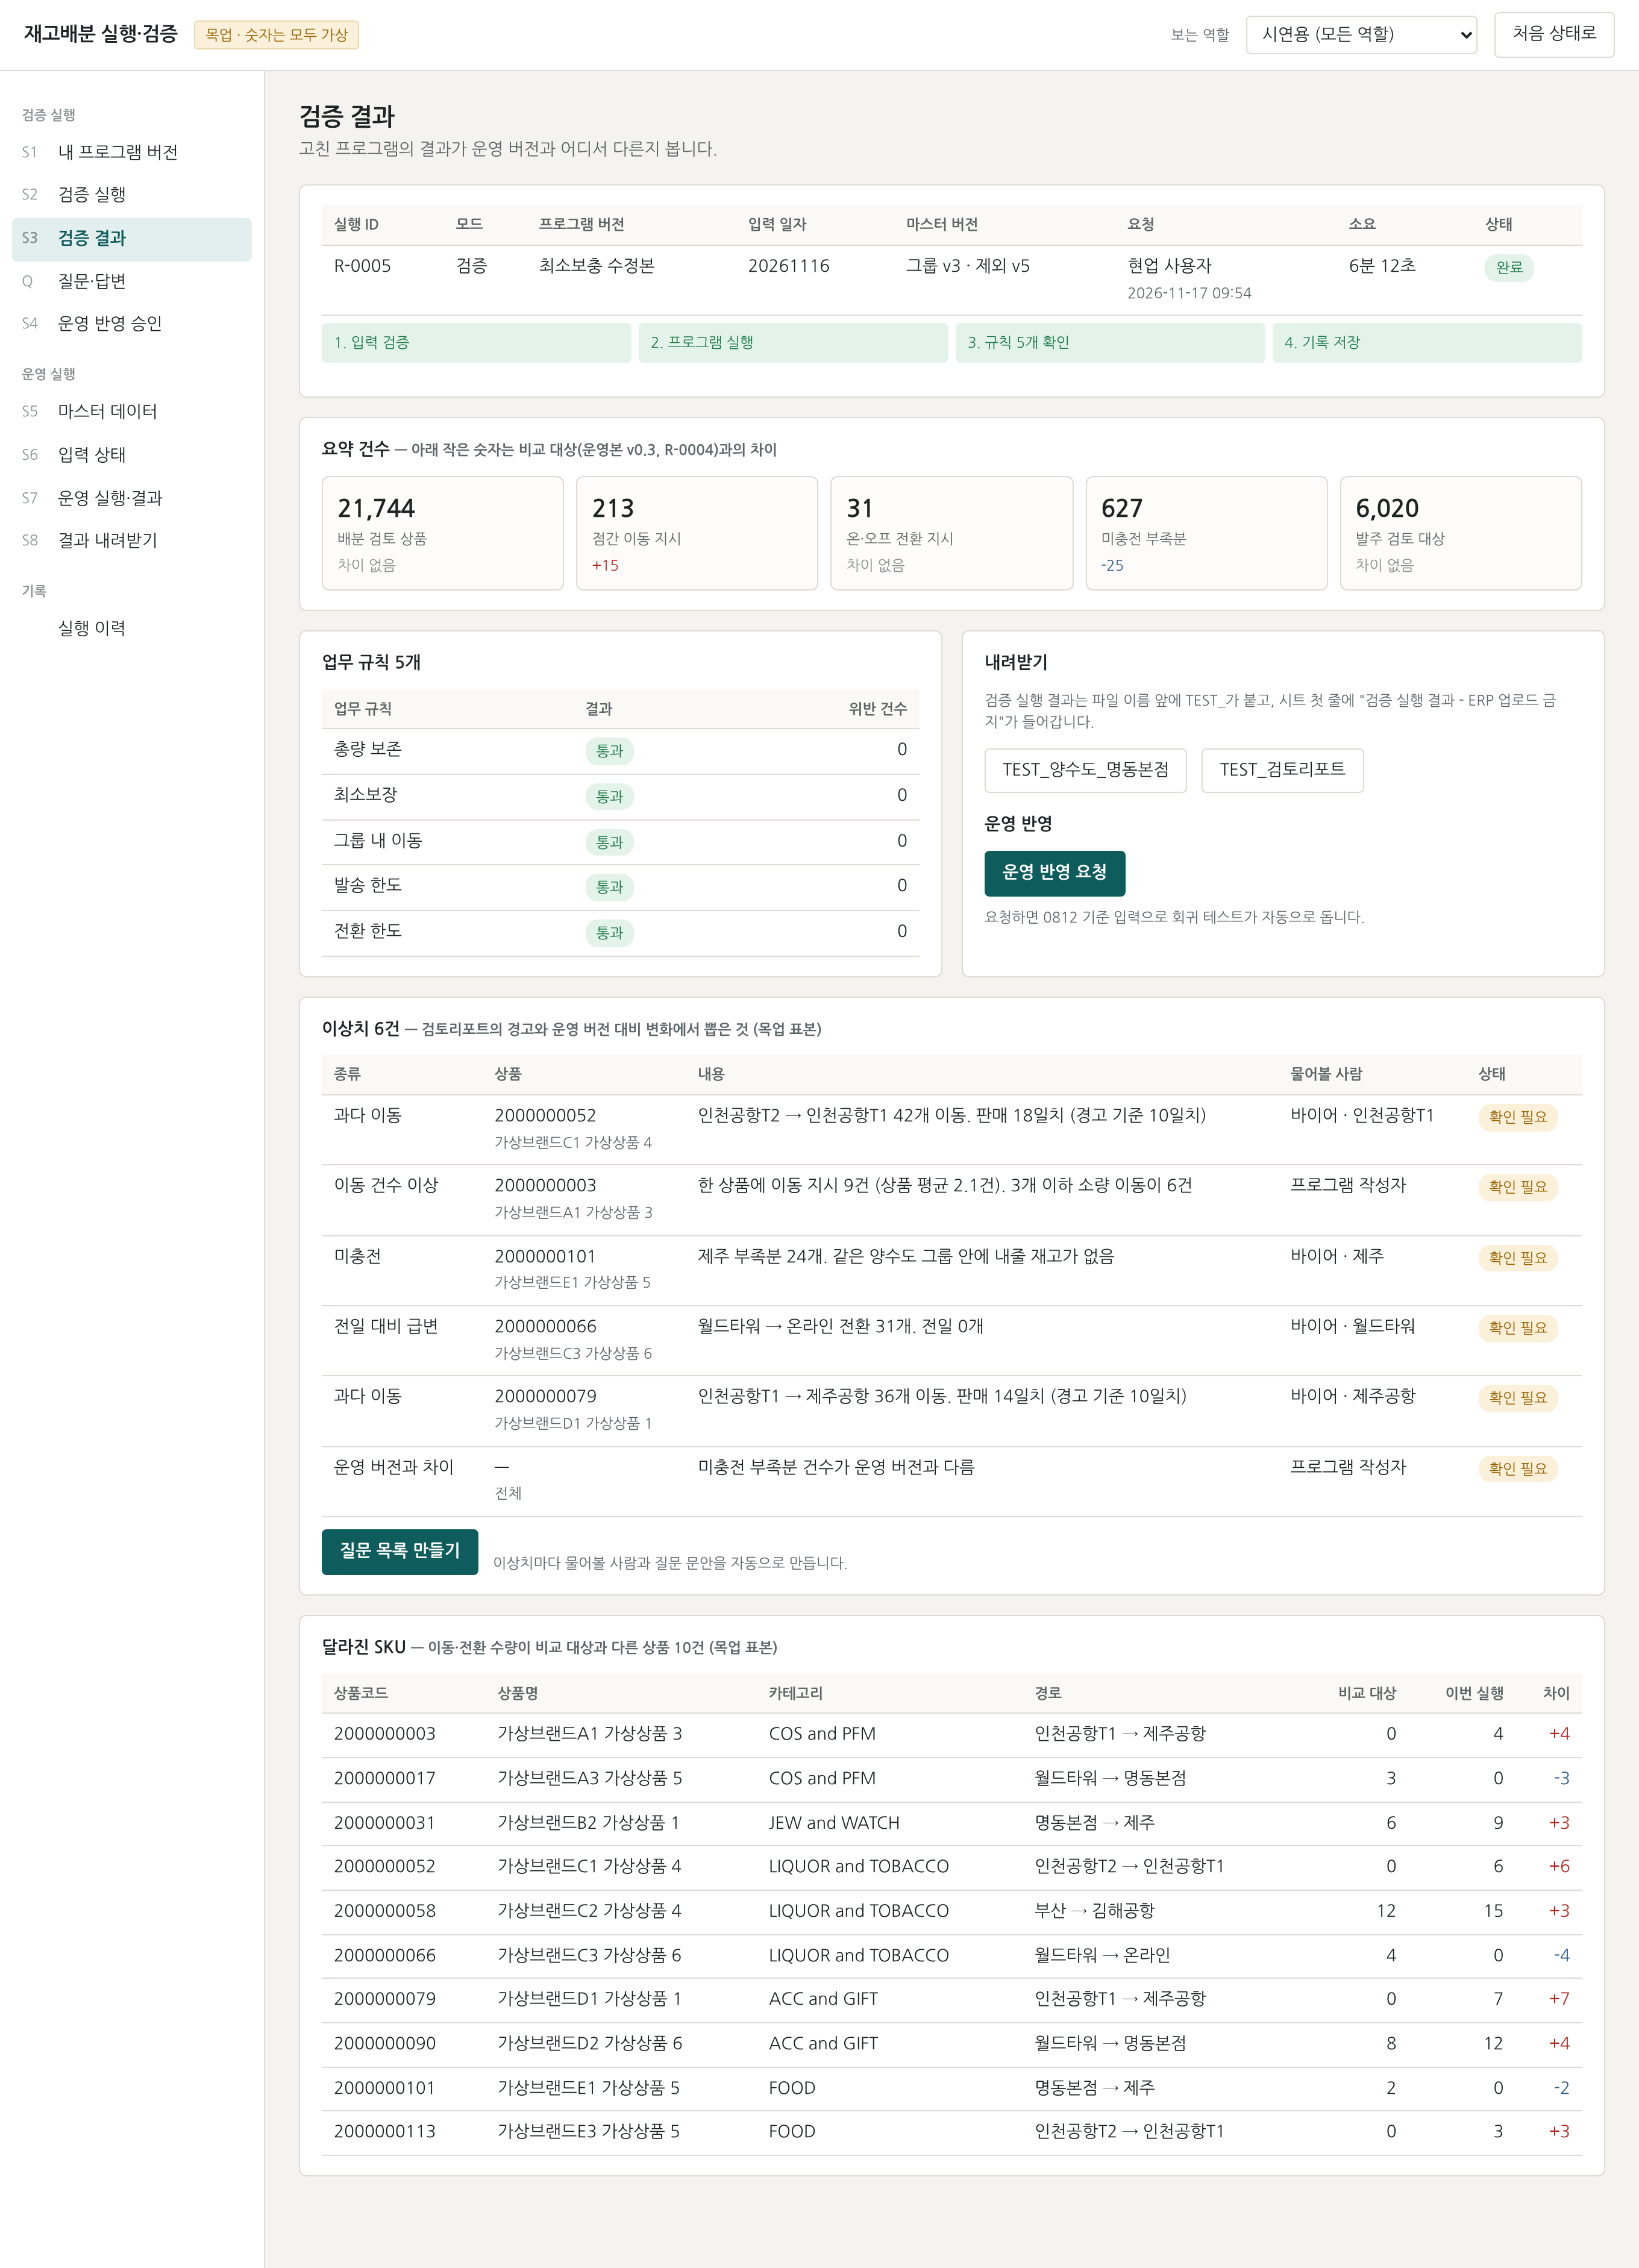 재고배분 실행·검증 목업 · 숫자는 모두 가상 보는 역할 시연용 (모든 역할) 처음 상태로
검증 실행
S1 내 프로그램 버전
S2 검증 실행
S3 검증 결과
Q 질문·답변
S4 운영 반영 승인
운영 실행
S5 마스터 데이터
S6 입력 상태
S7 운영 실행·결과
S8 결과 내려받기
기록
실행 이력
검증 결과
고친 프로그램의 결과가 운영 버전과 어디서 다른지 봅니다.
실행 ID 모드 프로그램 버전 입력 일자 마스터 버전 요청 소요 상태
R-0005 검증 최소보충 수정본 20261116 그룹 v3 · 제외 v5 현업 사용자 6분 12초 완료
2026-11-17 09:54
1. 입력 검증 2. 프로그램 실행 3. 규칙 5개 확인 4. 기록 저장
요약 건수 — 아래 작은 숫자는 비교 대상(운영본 v0.3, R-0004)과의 차이
21,744 213 31 627 6,020
배분 검토 상품 점간 이동 지시 온·오프 전환 지시 미충전 부족분 발주 검토 대상
차이 없음 +15 차이 없음 -25 차이 없음
업무 규칙 5개
업무 규칙 결과 위반 건수
총량 보존 통과 0
최소보장 통과 0
그룹 내 이동 통과 0
발송 한도 통과 0
전환 한도 통과 0
내려받기
검증 실행 결과는 파일 이름 앞에 TEST_가 붙고, 시트 첫 줄에 "검증 실행 결과 - ERP 업로드 금
지"가 들어갑니다.
TEST_양수도_명동본점 TEST_검토리포트
운영 반영
운영 반영 요청
요청하면 0812 기준 입력으로 회귀 테스트가 자동으로 돕니다.
이상치 6건 — 검토리포트의 경고와 운영 버전 대비 변화에서 뽑은 것 (목업 표본)
종류 상품 내용 물어볼 사람 상태
과다 이동 2000000052 인천공항T2 → 인천공항T1 42개 이동. 판매 18일치 (경고 기준 10일치) 바이어 · 인천공항T1 확인 필요
가상브랜드C1 가상상품 4
이동 건수 이상 2000000003 한 상품에 이동 지시 9건 (상품 평균 2.1건). 3개 이하 소량 이동이 6건 프로그램 작성자 확인 필요
가상브랜드A1 가상상품 3
미충전 2000000101 제주 부족분 24개. 같은 양수도 그룹 안에 내줄 재고가 없음 바이어 · 제주 확인 필요
가상브랜드E1 가상상품 5
전일 대비 급변 2000000066 월드타워 → 온라인 전환 31개. 전일 0개 바이어 · 월드타워 확인 필요
가상브랜드C3 가상상품 6
과다 이동 2000000079 인천공항T1 → 제주공항 36개 이동. 판매 14일치 (경고 기준 10일치) 바이어 · 제주공항 확인 필요
가상브랜드D1 가상상품 1
운영 버전과 차이 — 미충전 부족분 건수가 운영 버전과 다름 프로그램 작성자 확인 필요
전체
질문 목록 만들기 이상치마다 물어볼 사람과 질문 문안을 자동으로 만듭니다.
달라진 SKU — 이동·전환 수량이 비교 대상과 다른 상품 10건 (목업 표본)
상품코드 상품명 카테고리 경로 비교 대상 이번 실행 차이
2000000003 가상브랜드A1 가상상품 3 COS and PFM 인천공항T1 → 제주공항 0 4 +4
2000000017 가상브랜드A3 가상상품 5 COS and PFM 월드타워 → 명동본점 3 0 -3
2000000031 가상브랜드B2 가상상품 1 JEW and WATCH 명동본점 → 제주 6 9 +3
2000000052 가상브랜드C1 가상상품 4 LIQUOR and TOBACCO 인천공항T2 → 인천공항T1 0 6 +6
2000000058 가상브랜드C2 가상상품 4 LIQUOR and TOBACCO 부산 → 김해공항 12 15 +3
2000000066 가상브랜드C3 가상상품 6 LIQUOR and TOBACCO 월드타워 → 온라인 4 0 -4
2000000079 가상브랜드D1 가상상품 1 ACC and GIFT 인천공항T1 → 제주공항 0 7 +7
2000000090 가상브랜드D2 가상상품 6 ACC and GIFT 월드타워 → 명동본점 8 12 +4
2000000101 가상브랜드E1 가상상품 5 FOOD 명동본점 → 제주 2 0 -2
2000000113 가상브랜드E3 가상상품 5 FOOD 인천공항T2 → 인천공항T1 0 3 +3